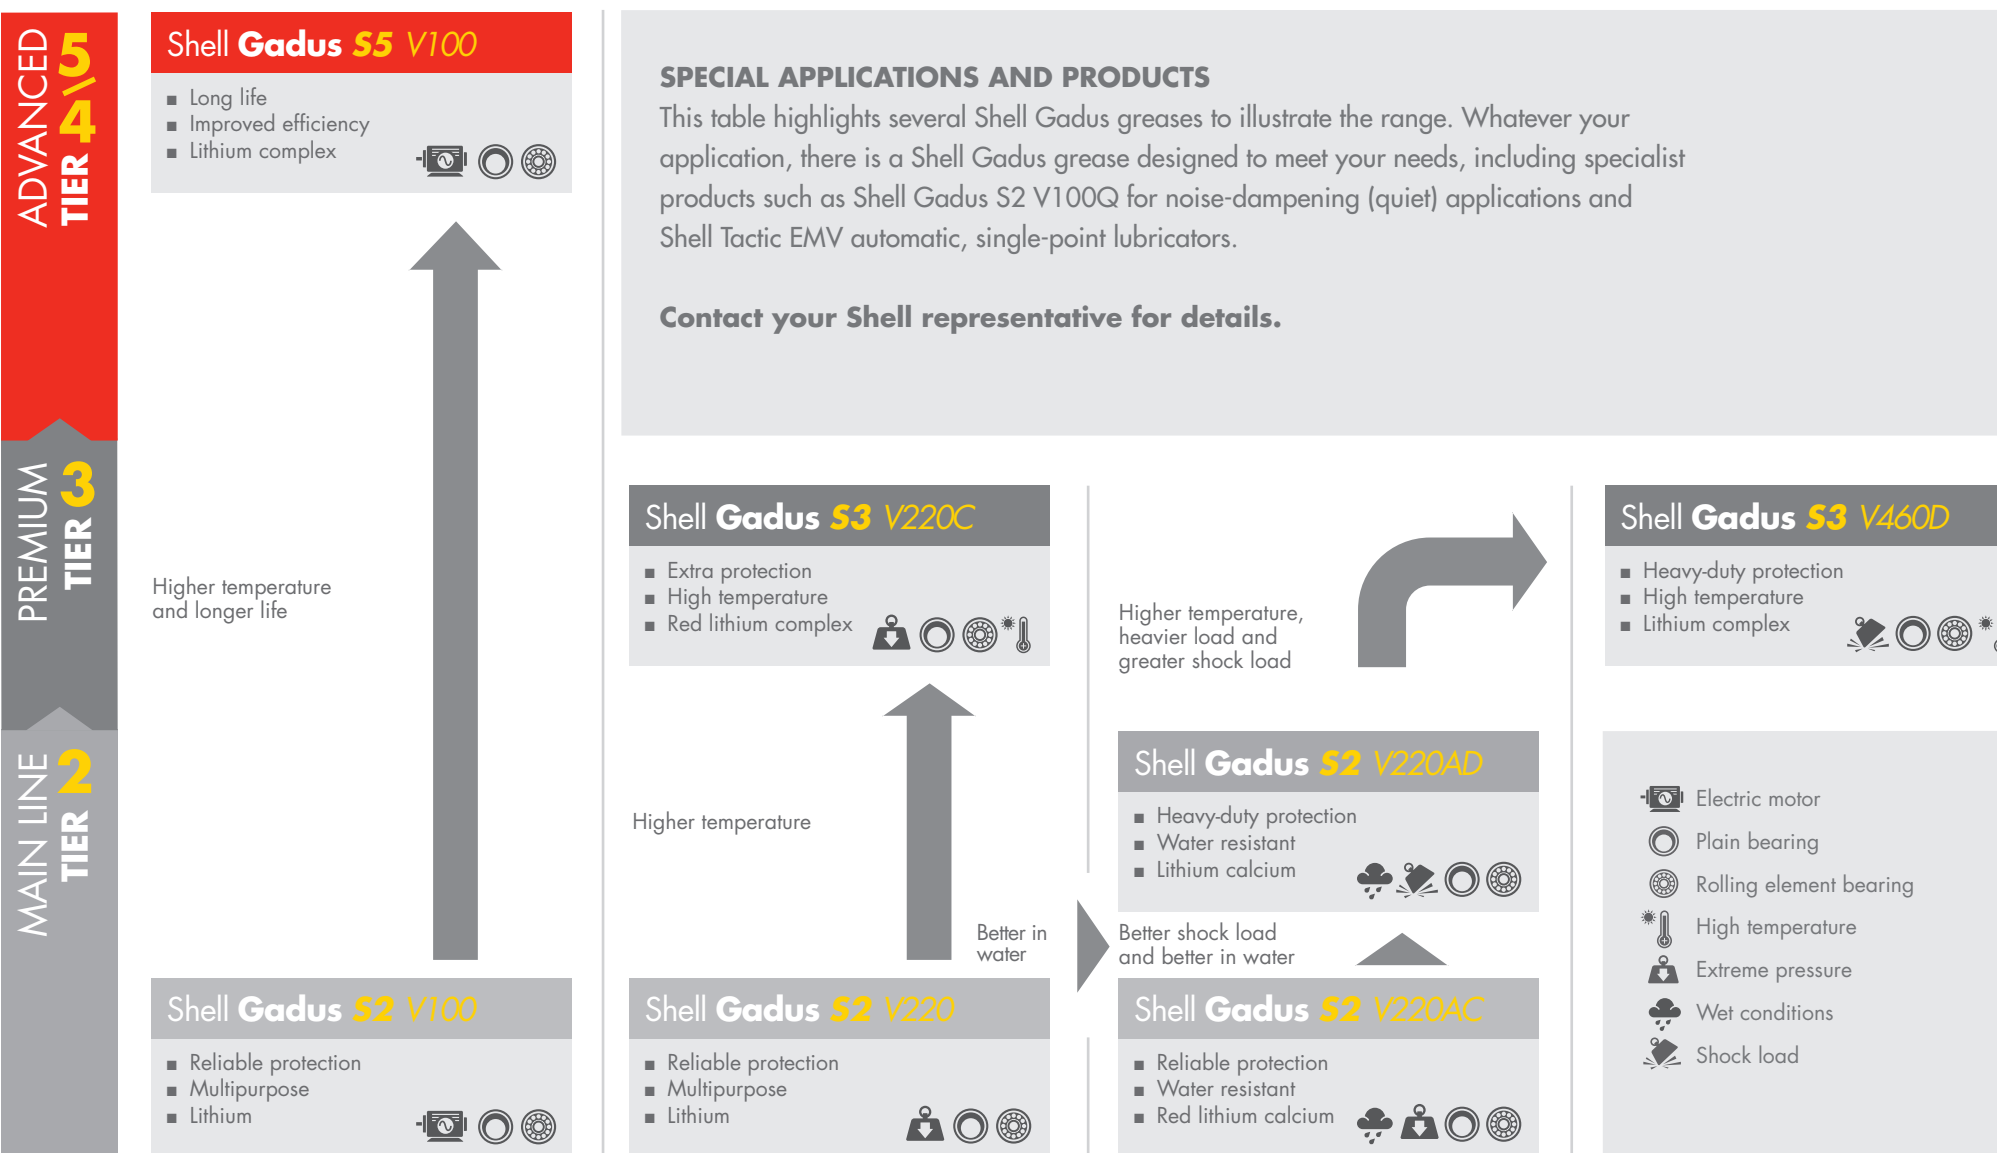 ADVANCED
TIER 4\5
PREMIUM
TIER 3
MAIN LINE
TIER 2
Shell Gadus S5 V100
■ Long life
■ Improved efficiency
■ Lithium complex
Higher temperature
and longer life
Shell Gadus S2 V100
■ Reliable protection
■ Multipurpose
■ Lithium
SPECIAL APPLICATIONS AND PRODUCTS
This table highlights several Shell Gadus greases to illustrate the range. Whatever your
application, there is a Shell Gadus grease designed to meet your needs, including specialist
products such as Shell Gadus S2 V100Q for noise-dampening (quiet) applications and
Shell Tactic EMV automatic, single-point lubricators.
Contact your Shell representative for details.
Shell Gadus S3 V220C
■ Extra protection
■ High temperature
■ Red lithium complex
Higher temperature
Better in
water
Shell Gadus S2 V220
■ Reliable protection
■ Multipurpose
■ Lithium
Higher temperature,
heavier load and
greater shock load
Shell Gadus S2 V220AD
■ Heavy-duty protection
■ Water resistant
■ Lithium calcium
Better shock load
and better in water
Shell Gadus S2 V220AC
■ Reliable protection
■ Water resistant
■ Red lithium calcium
Shell Gadus S3 V460D
■ Heavy-duty protection
■ High temperature
■ Lithium complex
Electric motor
Plain bearing
Rolling element bearing
High temperature
Extreme pressure
Wet conditions
Shock load